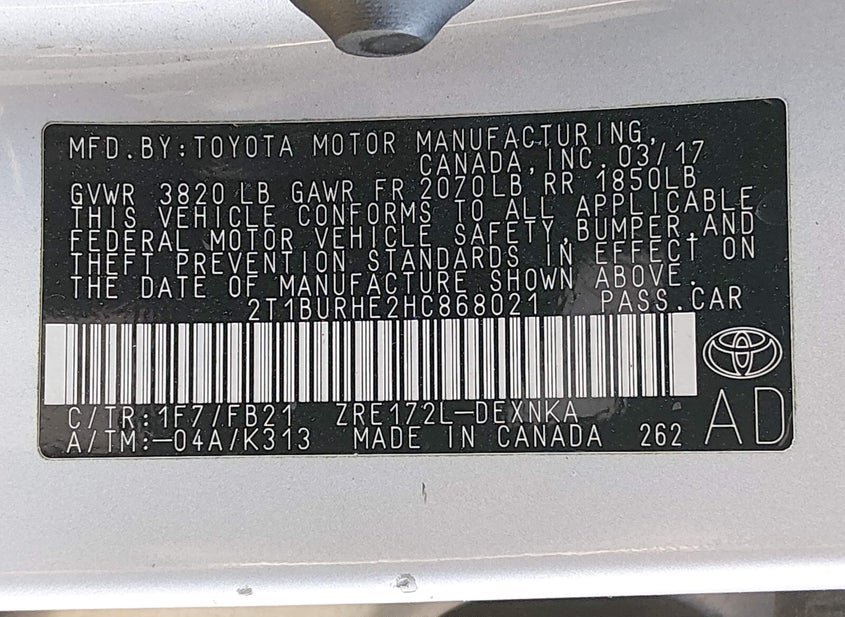 MFD.BY:TOYOTA MOTOR MANUFACTURING,
CANADA, INC. 03/17
GVWR 3820 LB GAWR FR 2070LB RR 1850LB
THIS VEHICLE CONFORMS TO ALL APPLICABLE
FEDERAL MOTOR VEHICLE SAFETY,BUMPER,AND
THEFT PREVENTION STANDARDS IN EFFECT ON
THE DATE OF MANUFACTURE SHOWN ABOVE.
2T1BURHE2HC868021 PASS.CAR
C/TR:1F7/FB21 ZRE172L-DEXNKA
A/TM:-04A/K313 MADE IN CANADA 262
AD